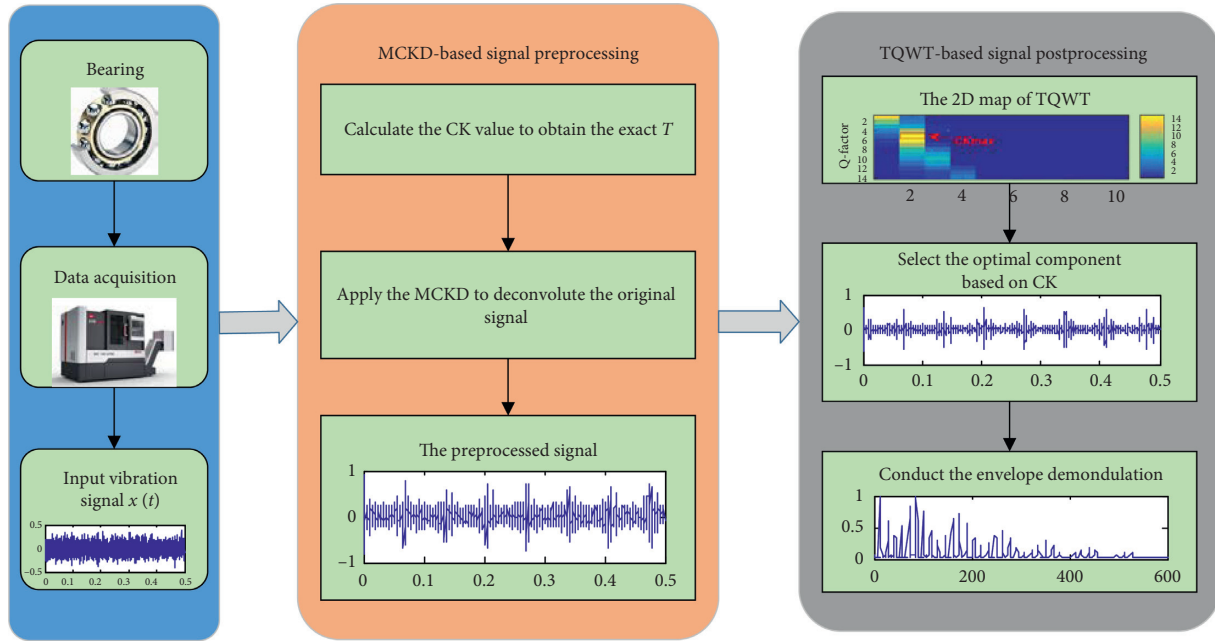 Bearing
Data acquisition
Input vibration
signal x (t)
0.5
0
−0.5
0 0.1 0.2 0.3 0.4 0.5
MCKD-based signal preprocessing
Calculate the CK value to obtain the exact T
Apply the MCKD to deconvolute the original
signal
The preprocessed signal
1
0
−1
0 0.1 0.2 0.3 0.4 0.5
TQWT-based signal postprocessing
The 2D map of TQWT
Q-factor
2
4
6
8
10
12
14
2 4 6 8 10
CKmax
14
12
10
8
6
4
2
Select the optimal component
based on CK
1
0
−1
0 0.1 0.2 0.3 0.4 0.5
Conduct the envelope demondulation
1
0.5
0
0 200 400 600